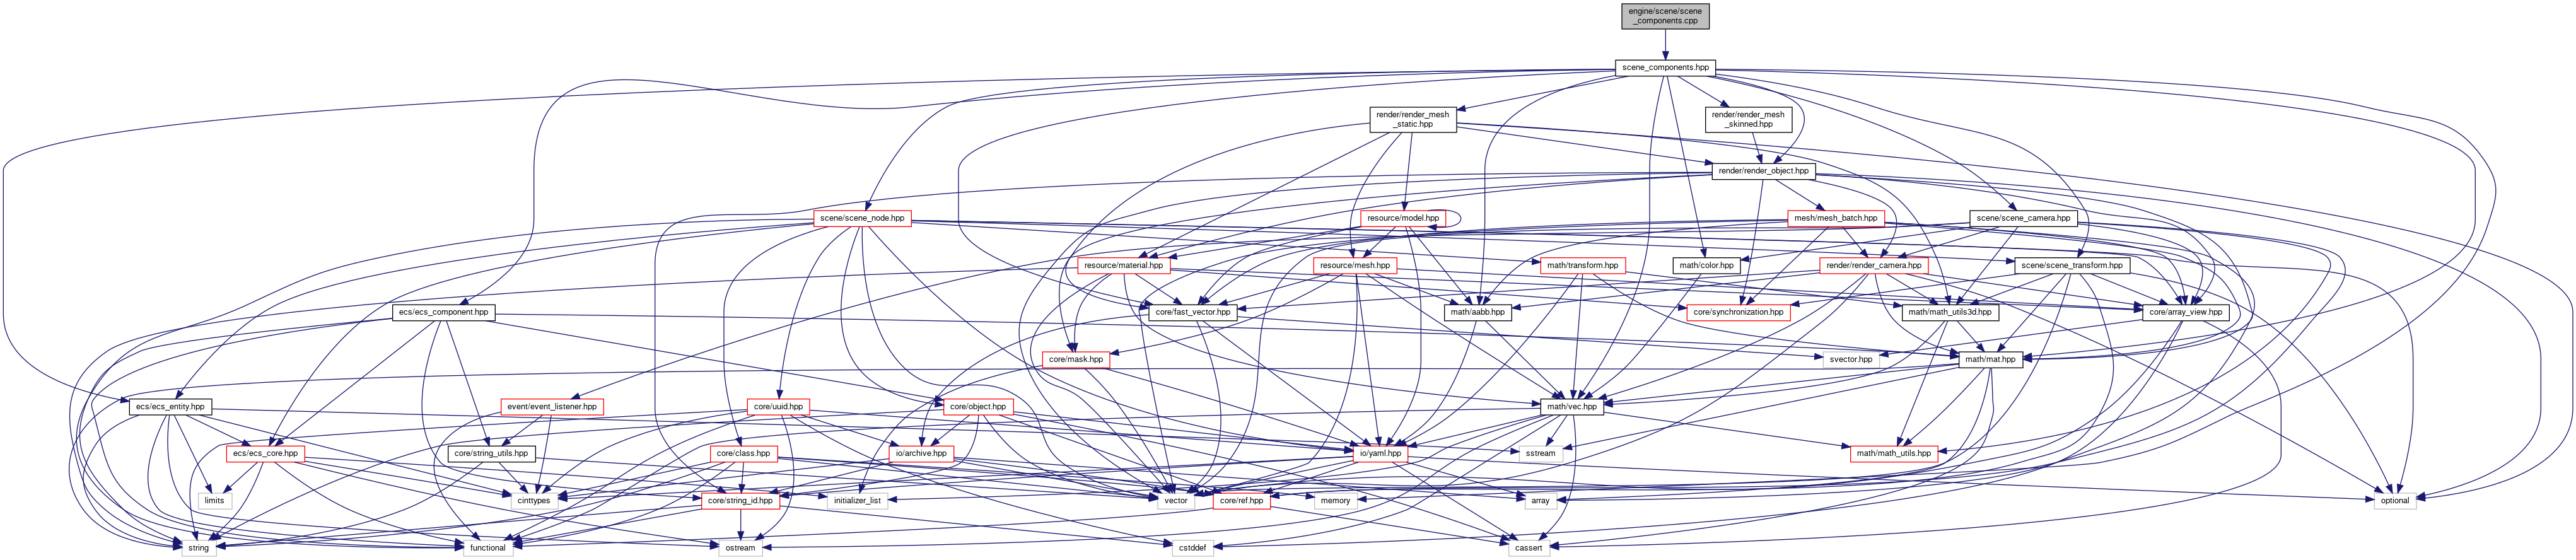 engine/scene/scene
_components.cpp
scene_components.hpp
render/render_mesh
_static.hpp
render/render_mesh
_skinned.hpp
render/render_object.hpp
scene/scene_node.hpp
resource/model.hpp
mesh/mesh_batch.hpp
scene/scene_camera.hpp
resource/material.hpp
resource/mesh.hpp
math/transform.hpp
render/render_camera.hpp
math/color.hpp
scene/scene_transform.hpp
ecs/ecs_component.hpp
core/fast_vector.hpp
math/aabb.hpp
core/synchronization.hpp
math/math_utils3d.hpp
core/array_view.hpp
core/mask.hpp
svector.hpp
math/mat.hpp
ecs/ecs_entity.hpp
event/event_listener.hpp
core/uuid.hpp
core/object.hpp
math/vec.hpp
ecs/ecs_core.hpp
core/string_utils.hpp
core/class.hpp
io/archive.hpp
io/yaml.hpp
sstream
math/math_utils.hpp
limits
cinttypes
core/string_id.hpp
initializer_list
vector
core/ref.hpp
memory
array
optional
string
functional
ostream
cstddef
cassert